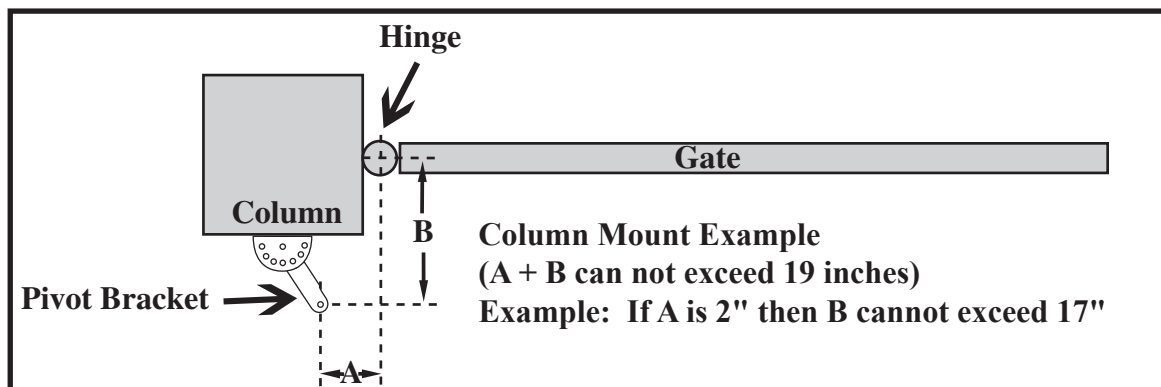 Hinge
Gate
Column
B
Column Mount Example
(A + B can not exceed 19 inches)
Pivot Bracket
Example: If A is 2" then B cannot exceed 17"
A